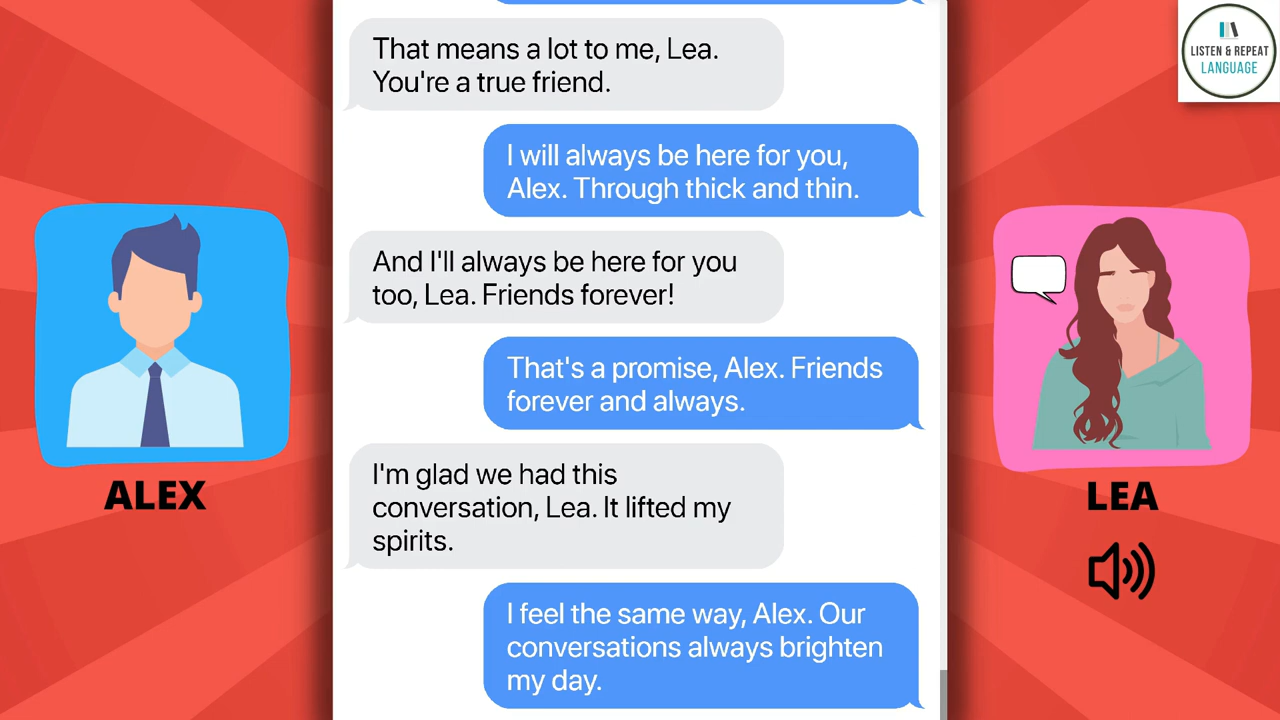 LISTEN & REPEAT
LANGUAGE
That means a lot to me, Lea.
You're a true friend.
I will always be here for you,
Alex. Through thick and thin.
And I'll always be here for you
too, Lea. Friends forever!
That's a promise, Alex. Friends
forever and always.
I'm glad we had this
conversation, Lea. It lifted my
spirits.
I feel the same way, Alex. Our
conversations always brighten
my day.
ALEX
LEA